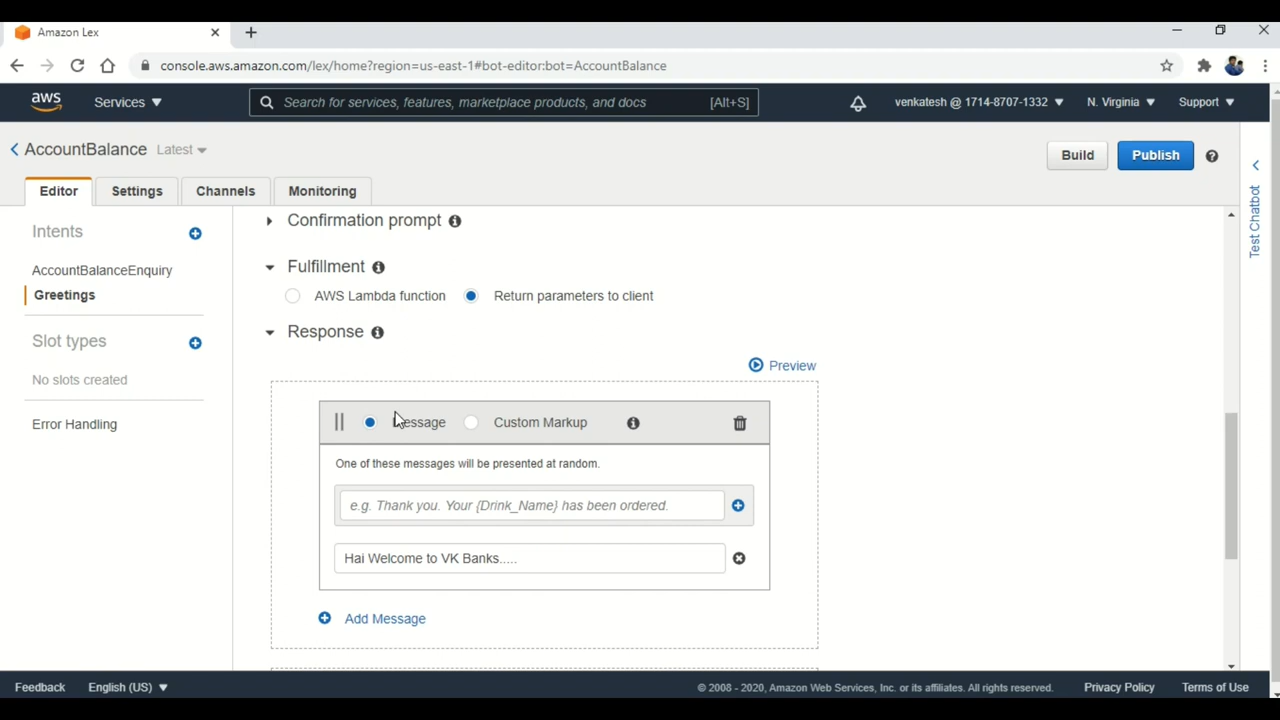 Amazon Lex
console.aws.amazon.com/lex/home?region=us-east-1#bot-editor:bot=AccountBalance
aws Services Search for services, features, marketplace products, and docs [Alt+S] venkatesh @ 1714-8707-1332 N. Virginia Support
AccountBalance Latest Build Publish
Editor Settings Channels Monitoring
Test Chatbot
Intents
AccountBalanceEnquiry
Greetings
Slot types
No slots created
Error Handling
Confirmation prompt
Fulfillment
AWS Lambda function Return parameters to client
Response
Preview
Message Custom Markup
One of these messages will be presented at random.
e.g. Thank you. Your {Drink_Name} has been ordered.
Hai Welcome to VK Banks.....
Add Message
Feedback English (US) © 2008 - 2020, Amazon Web Services, Inc. or its affiliates. All rights reserved. Privacy Policy Terms of Use